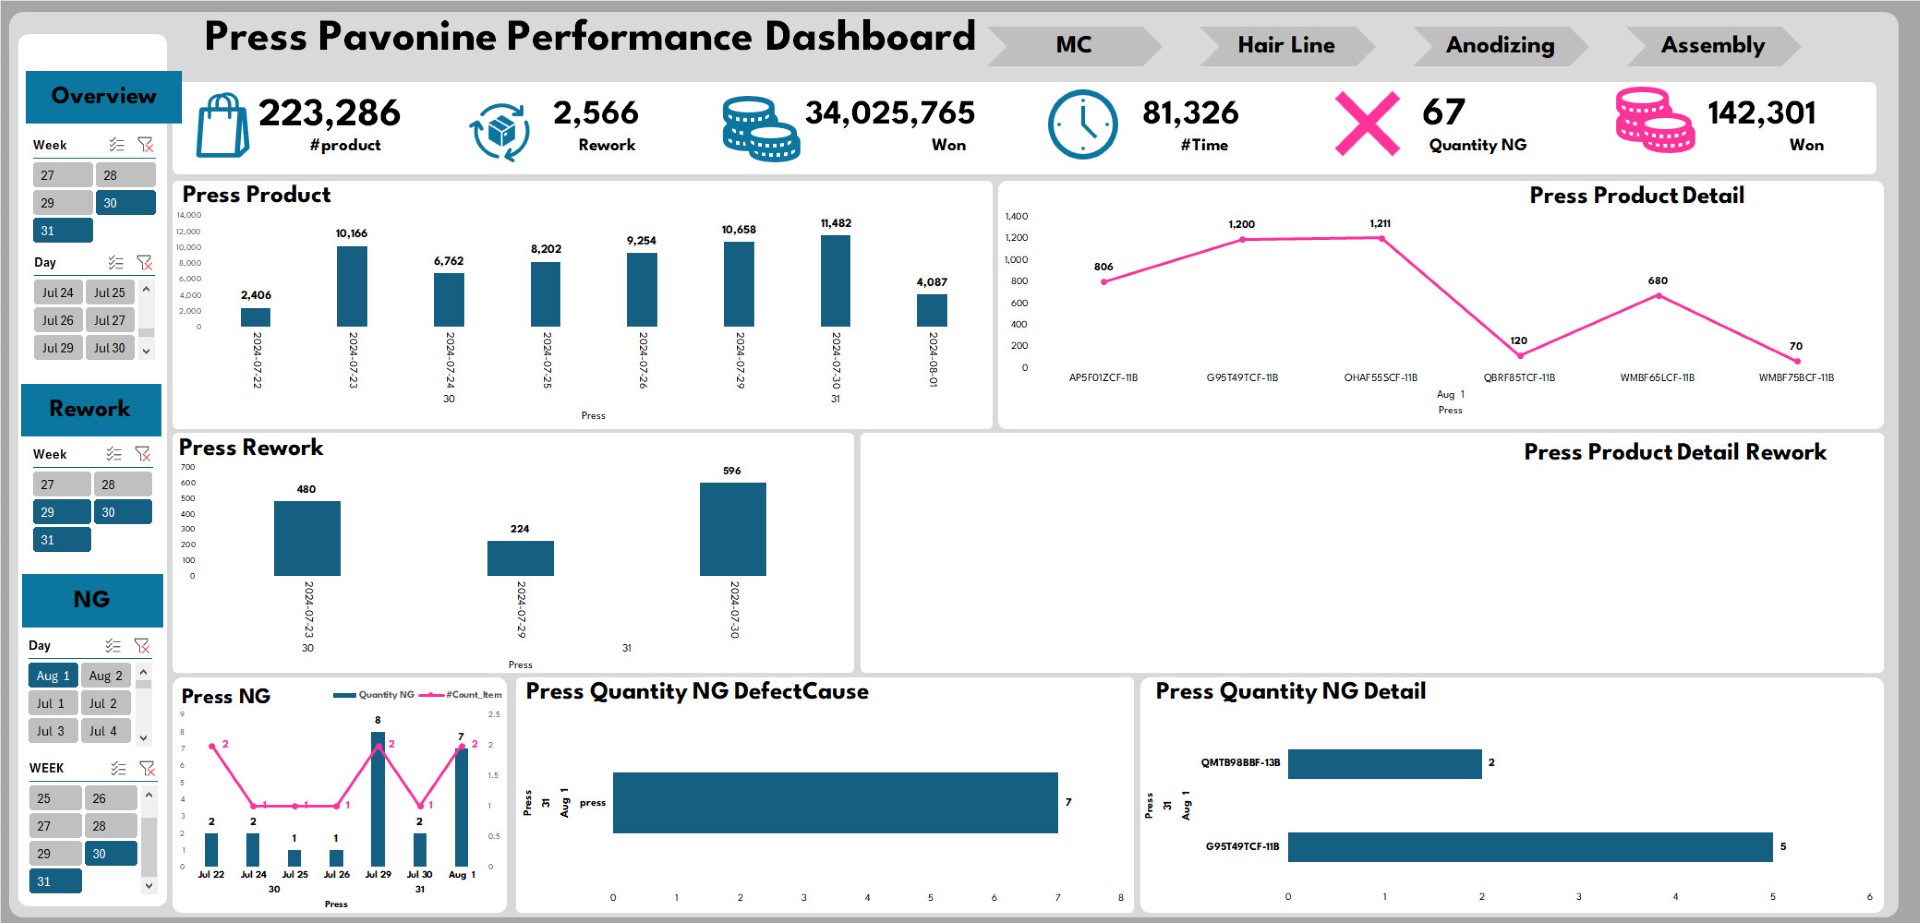 Press Pavonine Performance Dashboard
MC
Hair Line
Anodizing
Assembly
Overview
223,286
#product
2,566
Rework
34,025,765
Won
81,326
#Time
67
Quantity NG
142,301
Won
Week
27
28
29
30
31
Day
Jul 24
Jul 25
Jul 26
Jul 27
Jul 29
Jul 30
Rework
Week
27
28
29
30
31
NG
Day
Aug 1
Aug 2
Jul 1
Jul 2
Jul 3
Jul 4
WEEK
25
26
27
28
29
30
31
Press Product
14,000
12,000
10,000
8,000
6,000
4,000
2,000
0
2,406
10,166
6,762
8,202
9,254
10,658
11,482
4,087
2024-07-22
2024-07-23
2024-07-24
2024-07-25
2024-07-26
2024-07-29
2024-07-30
2024-08-01
30
31
Press
Press Product Detail
1,400
1,200
1,000
800
600
400
200
0
806
1,200
1,211
120
680
70
AP5F01ZCF-11B
G95T49TCF-11B
OHAF55SCF-11B
QBRF85TCF-11B
WMBF65LCF-11B
WMBF75BCF-11B
Aug 1
Press
Press Rework
700
600
500
400
300
200
100
0
480
224
596
2024-07-23
2024-07-29
2024-07-30
30
31
Press
Press Product Detail Rework
Press NG
Quantity NG
#Count_Item
9
8
7
6
5
4
3
2
1
0
2.5
2
1.5
1
0.5
0
2
1
1
1
2
1
2
2
2
1
1
8
2
7
Jul 22
Jul 24
Jul 25
Jul 26
Jul 29
Jul 30
Aug 1
30
31
Press
Press Quantity NG DefectCause
Press
31
Aug 1
press
7
0
1
2
3
4
5
6
7
8
Press Quantity NG Detail
Press
31
Aug 1
QMTB98BBF-13B
2
G95T49TCF-11B
5
0
1
2
3
4
5
6